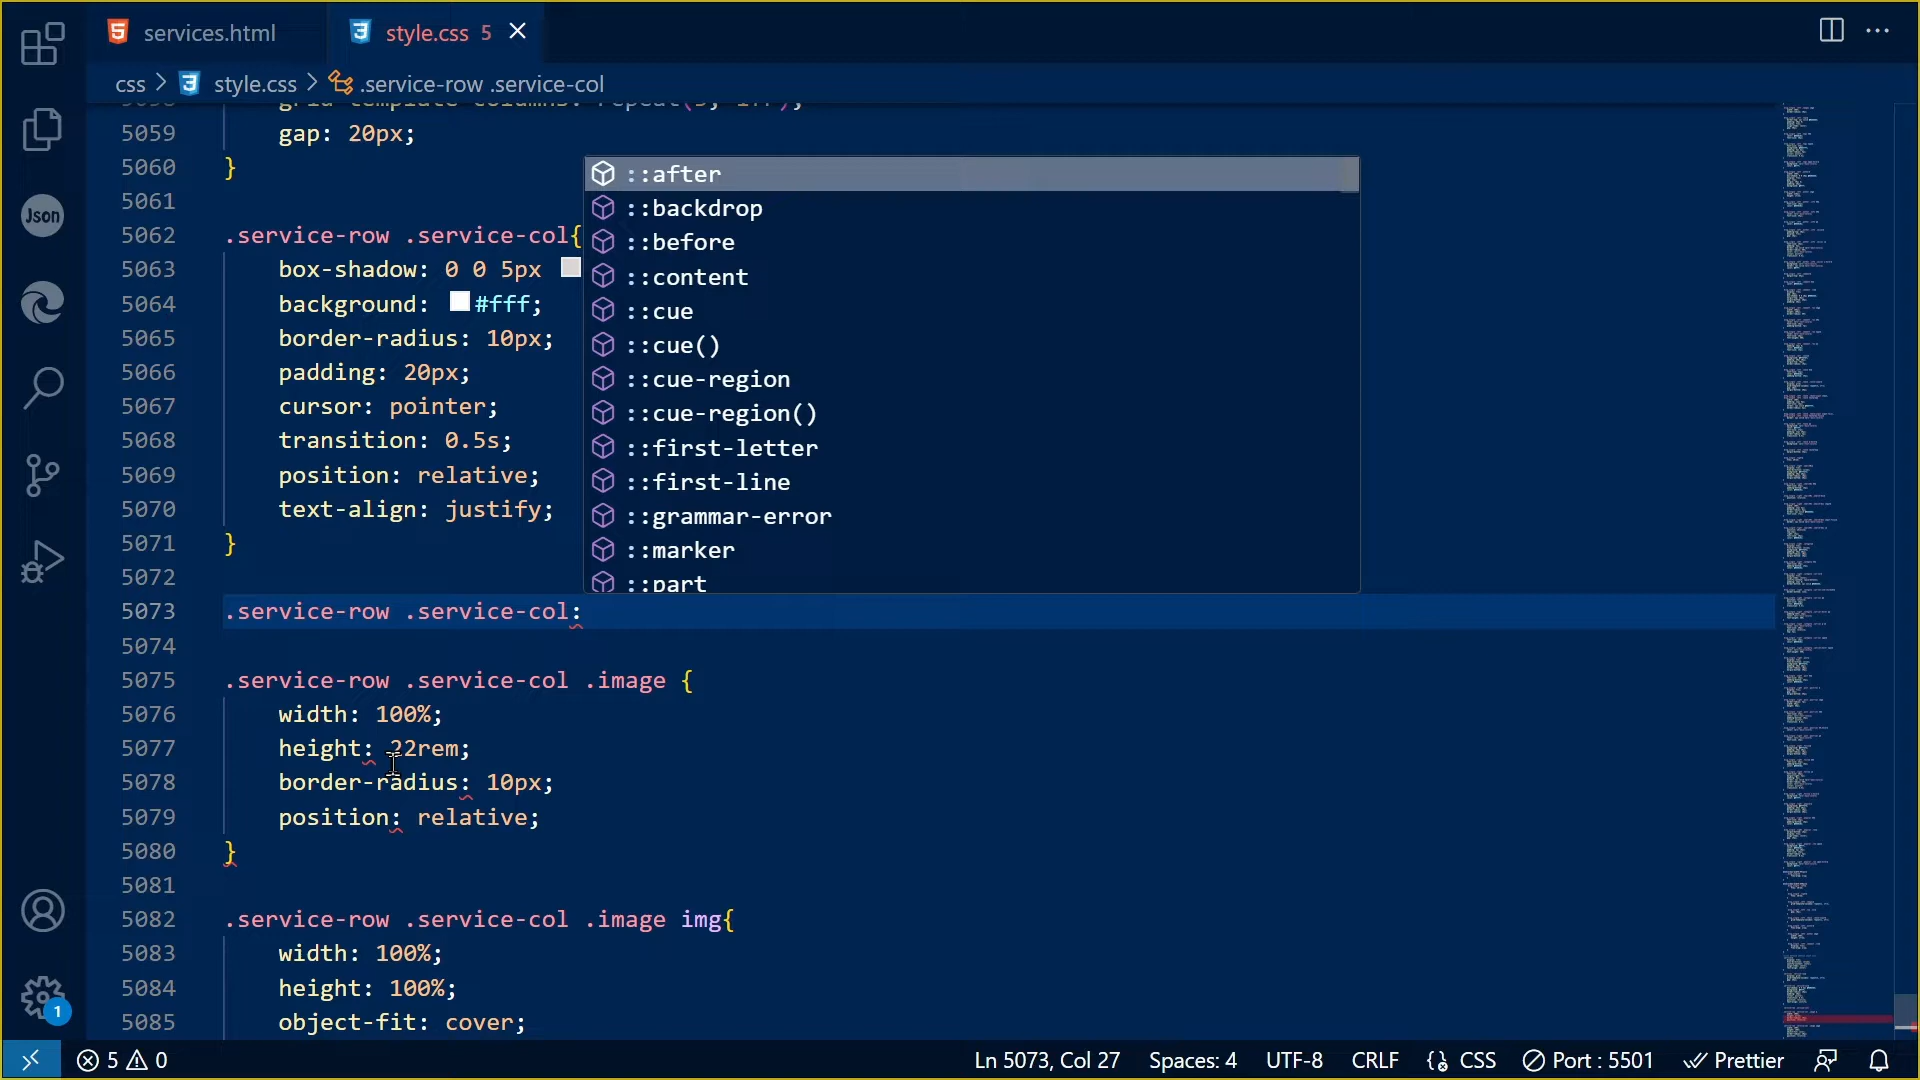 services.html
style.css 5
css > style.css > .service-row .service-col
5059 gap: 20px;
5060 }
5061
5062 .service-row .service-col{
5063 box-shadow: 0 0 5px
5064 background: #fff;
5065 border-radius: 10px;
5066 padding: 20px;
5067 cursor: pointer;
5068 transition: 0.5s;
5069 position: relative;
5070 text-align: justify;
5071 }
5072
5073 .service-row .service-col:
5074
5075 .service-row .service-col .image {
5076 width: 100%;
5077 height: 22rem;
5078 border-radius: 10px;
5079 position: relative;
5080 }
5081
5082 .service-row .service-col .image img{
5083 width: 100%;
5084 height: 100%;
5085 object-fit: cover;
::after
::backdrop
::before
::content
::cue
::cue()
::cue-region
::cue-region()
::first-letter
::first-line
::grammar-error
::marker
::part
Json
1
5 0
Ln 5073, Col 27
Spaces: 4
UTF-8
CRLF
{} CSS
Port : 5501
Prettier